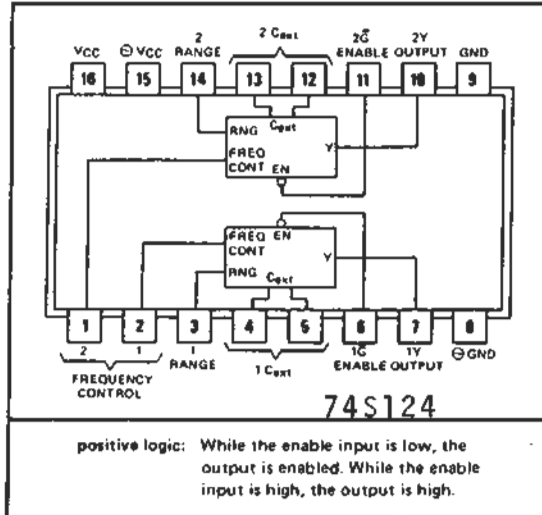 2 2 C ext 2G̅ 2Y
VCC ⊖ VCC RANGE ENABLE OUTPUT GND
16 15 14 13 12 11 10 9
Cext
RNG
FREQ Y
CONT EN
FREQ EN
CONT Y
RNG Cext
1 2 3 4 5 6 7 8
2 1 1 1 Cext 1G̅ 1Y ⊖ GND
FREQUENCY RANGE ENABLE OUTPUT
CONTROL
74S124
positive logic: While the enable input is low, the
output is enabled. While the enable
input is high, the output is high.